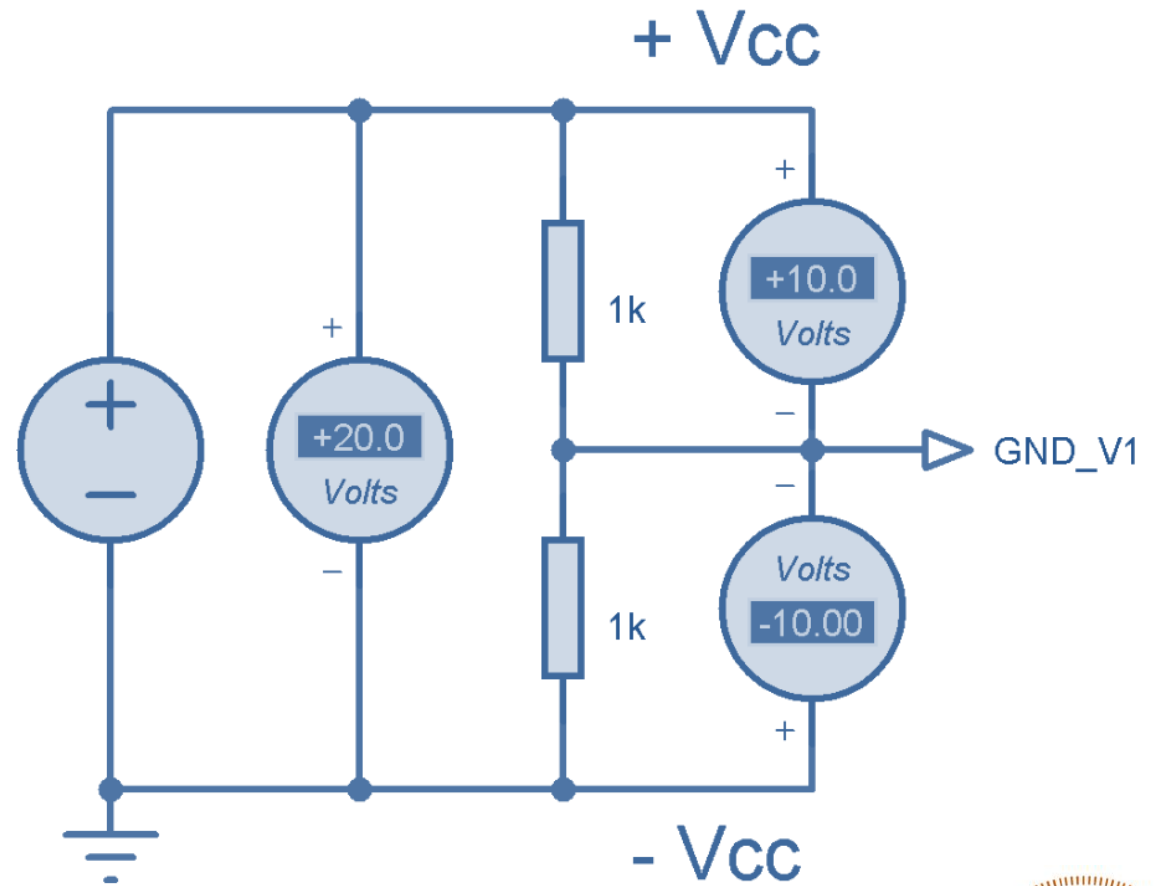 + Vcc
+
+10.0
Volts
1k
−
+
+
−
+20.0
Volts
−
GND_V1
−
Volts
-10.00
1k
+
- Vcc